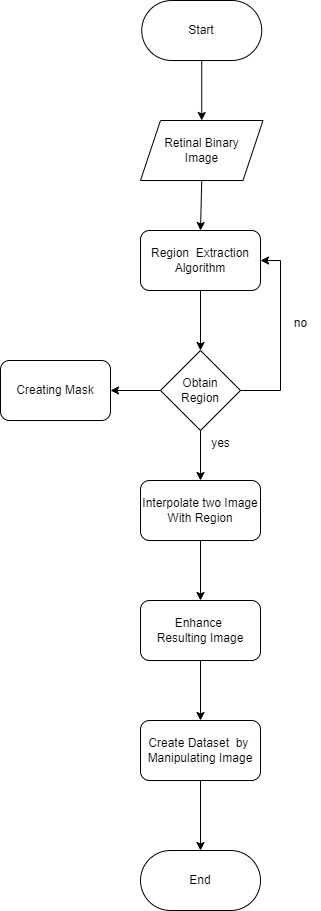 Start
Retinal Binary
Image
Region Extraction
Algorithm
no
Obtain
Region
Creating Mask
yes
Interpolate two Image
With Region
Enhance
Resulting Image
Create Dataset by
Manipulating Image
End